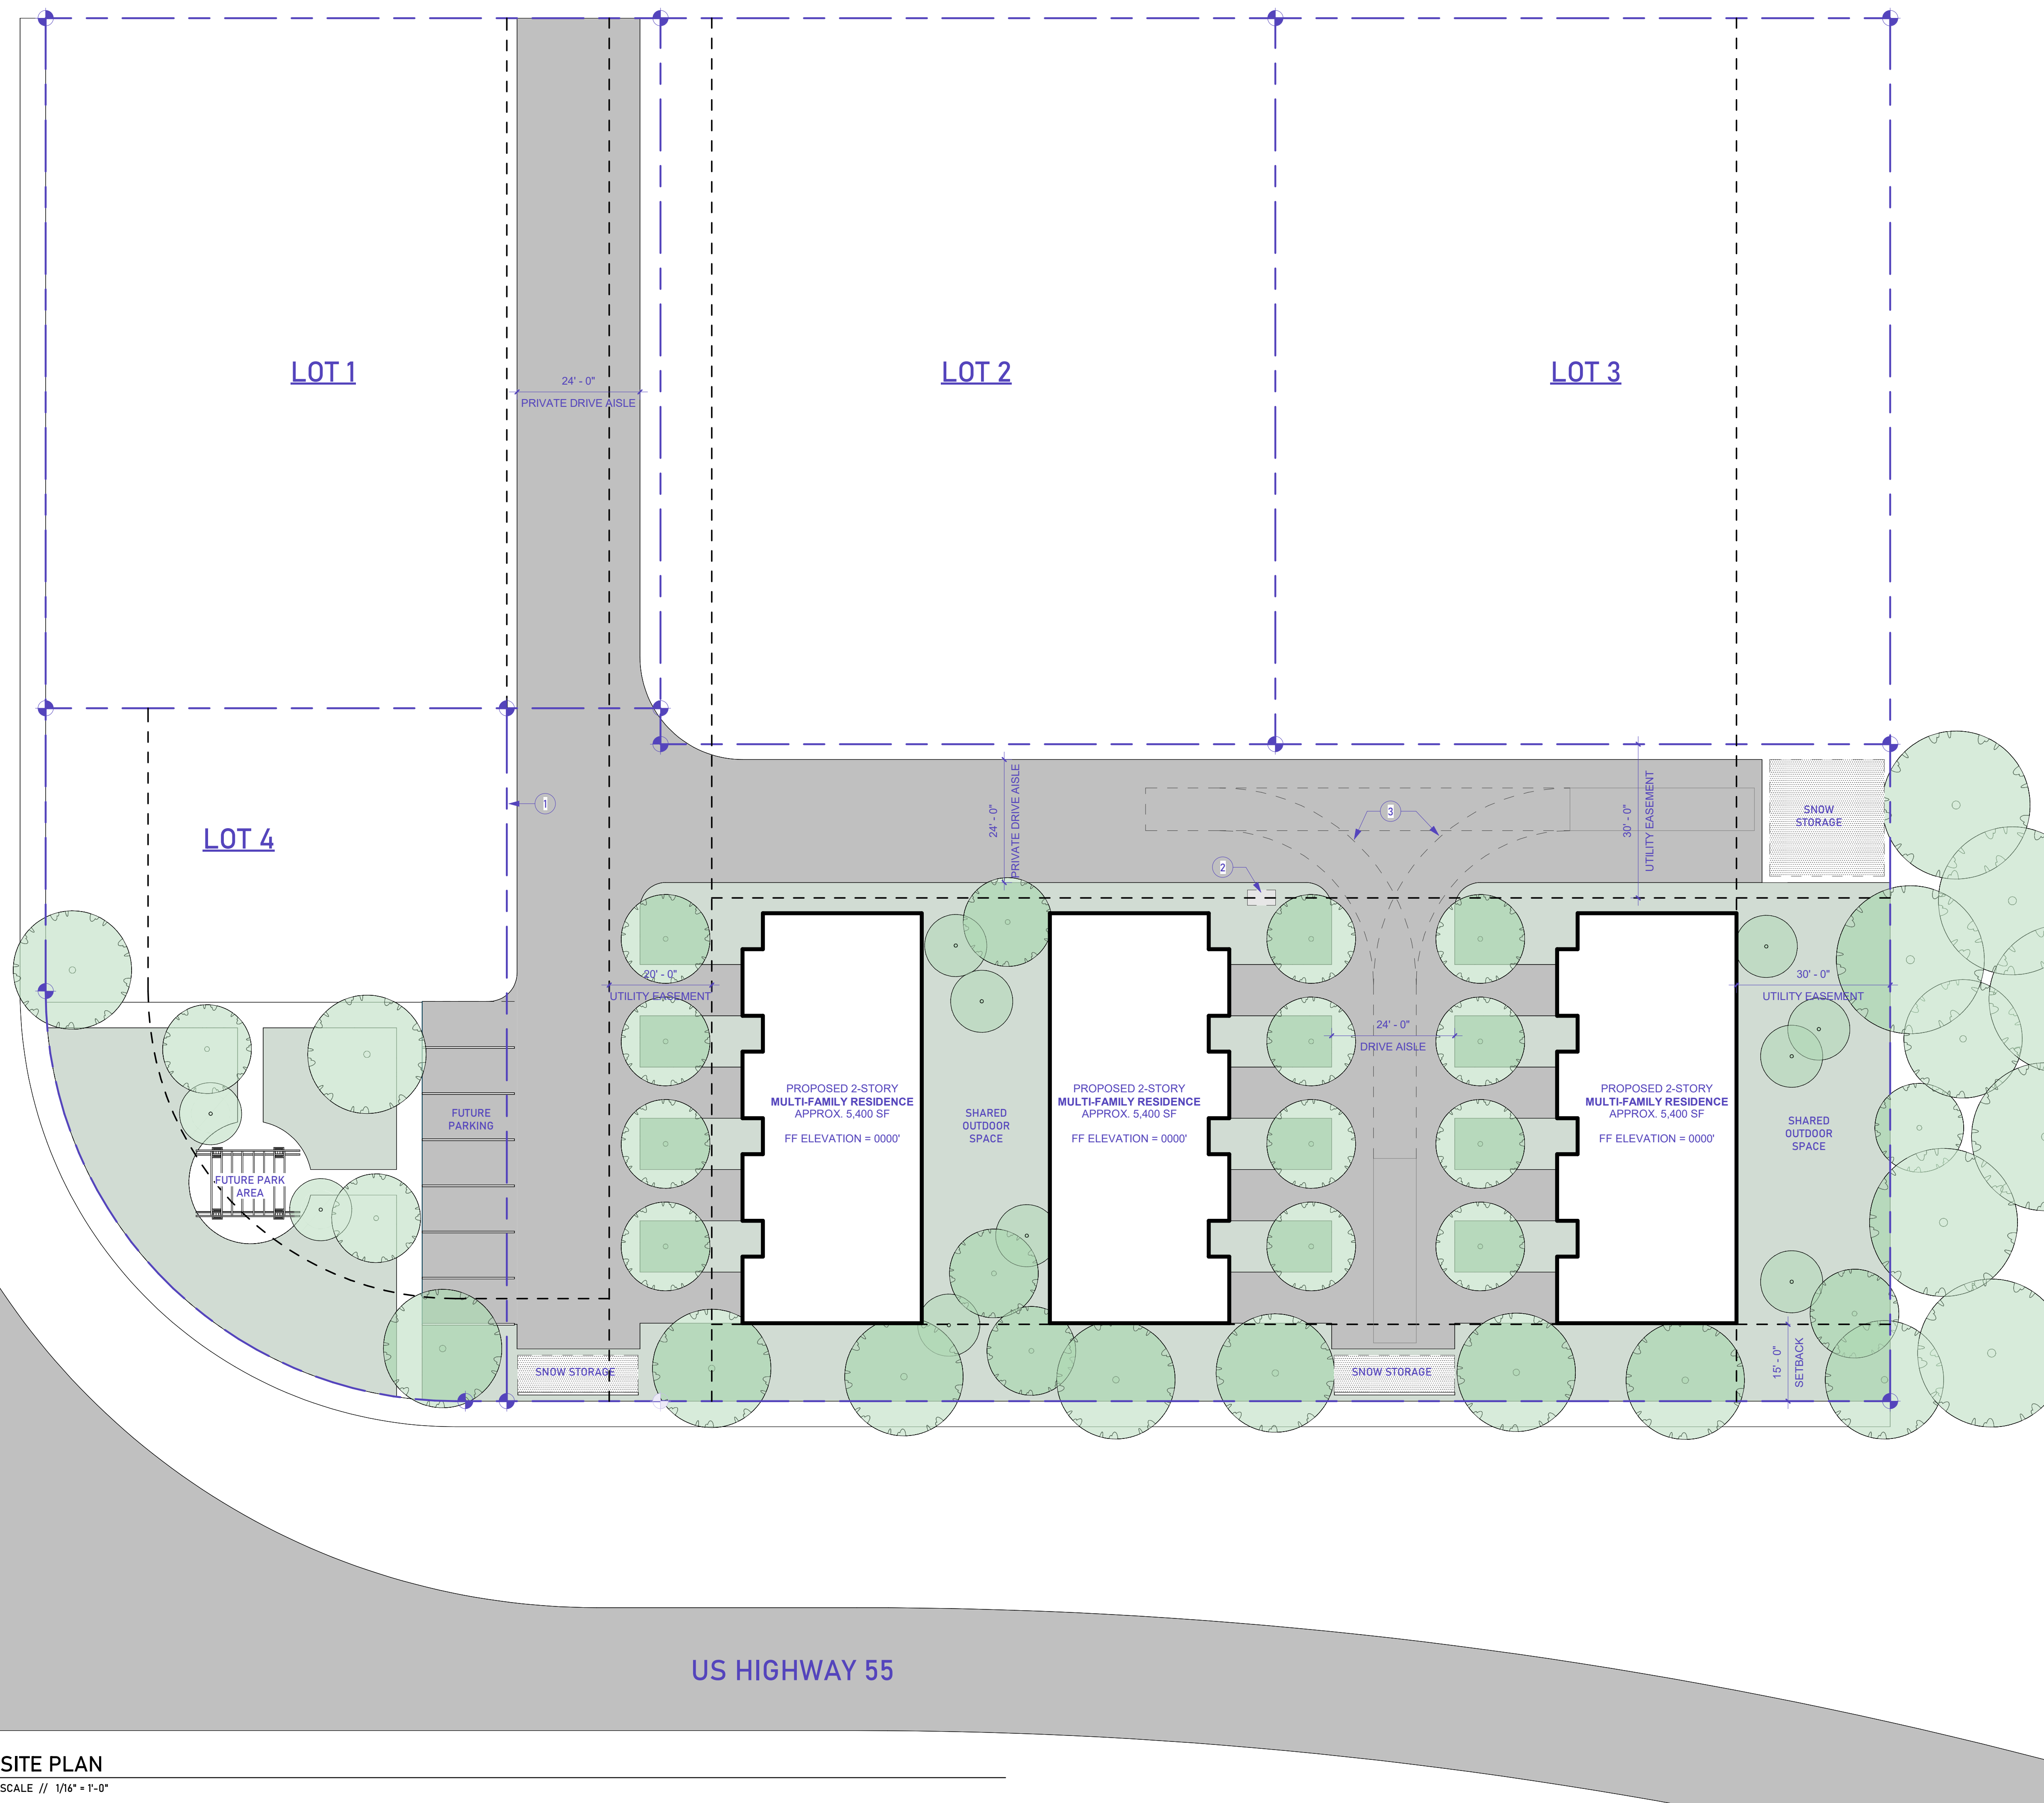 LOT 1
LOT 2
LOT 3
24' - 0"
PRIVATE DRIVE AISLE
1
LOT 4
24' - 0"
PRIVATE DRIVE AISLE
3
2
30' - 0"
UTILITY EASEMENT
SNOW
STORAGE
20' - 0"
UTILITY EASEMENT
24' - 0"
DRIVE AISLE
30' - 0"
UTILITY EASEMENT
FUTURE
PARKING
FUTURE PARK
AREA
PROPOSED 2-STORY
MULTI-FAMILY RESIDENCE
APPROX. 5,400 SF
FF ELEVATION = 0000'
SHARED
OUTDOOR
SPACE
PROPOSED 2-STORY
MULTI-FAMILY RESIDENCE
APPROX. 5,400 SF
FF ELEVATION = 0000'
PROPOSED 2-STORY
MULTI-FAMILY RESIDENCE
APPROX. 5,400 SF
FF ELEVATION = 0000'
SHARED
OUTDOOR
SPACE
SNOW STORAGE
SNOW STORAGE
15' - 0"
SETBACK
US HIGHWAY 55
SITE PLAN
SCALE // 1/16" = 1'-0"